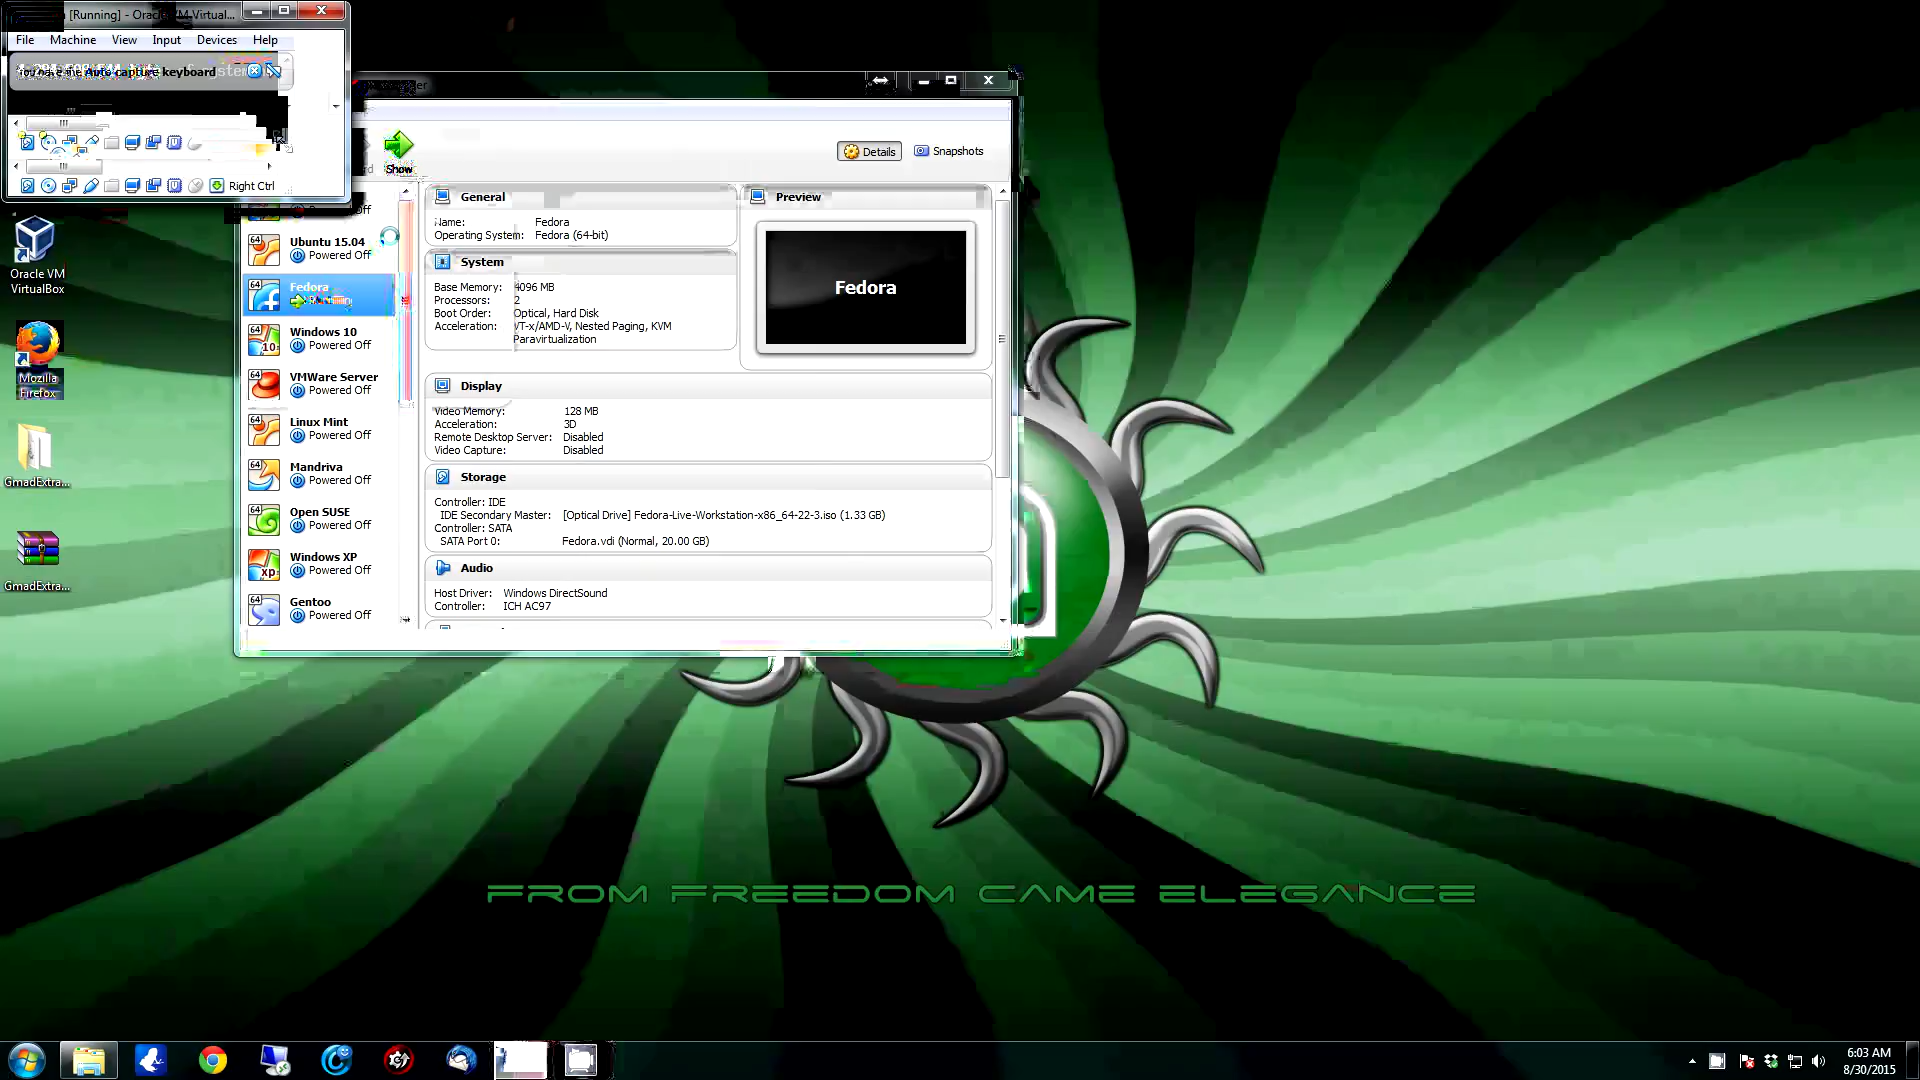 [Running] - Oracle VM Virtual...
File Machine View Input Devices Help
You have the Auto capture keyboard
Right Ctrl
Show
Details
Snapshots
Oracle VM
VirtualBox
Mozilla
Firefox
GmadExtra...
GmadExtra...
Ubuntu 15.04
Powered Off
Fedora
Windows 10
Powered Off
VMWare Server
Powered Off
Linux Mint
Powered Off
Mandriva
Powered Off
Open SUSE
Powered Off
Windows XP
Powered Off
Gentoo
Powered Off
General
Name: Fedora
Operating System: Fedora (64-bit)
System
Base Memory: 4096 MB
Processors: 2
Boot Order: Optical, Hard Disk
Acceleration: VT-x/AMD-V, Nested Paging, KVM
Paravirtualization
Preview
Fedora
Display
Video Memory: 128 MB
Acceleration: 3D
Remote Desktop Server: Disabled
Video Capture: Disabled
Storage
Controller: IDE
IDE Secondary Master: [Optical Drive] Fedora-Live-Workstation-x86_64-22-3.iso (1.33 GB)
Controller: SATA
SATA Port 0: Fedora.vdi (Normal, 20.00 GB)
Audio
Host Driver: Windows DirectSound
Controller: ICH AC97
FROM FREEDOM CAME ELEGANCE
6:03 AM
8/30/2015